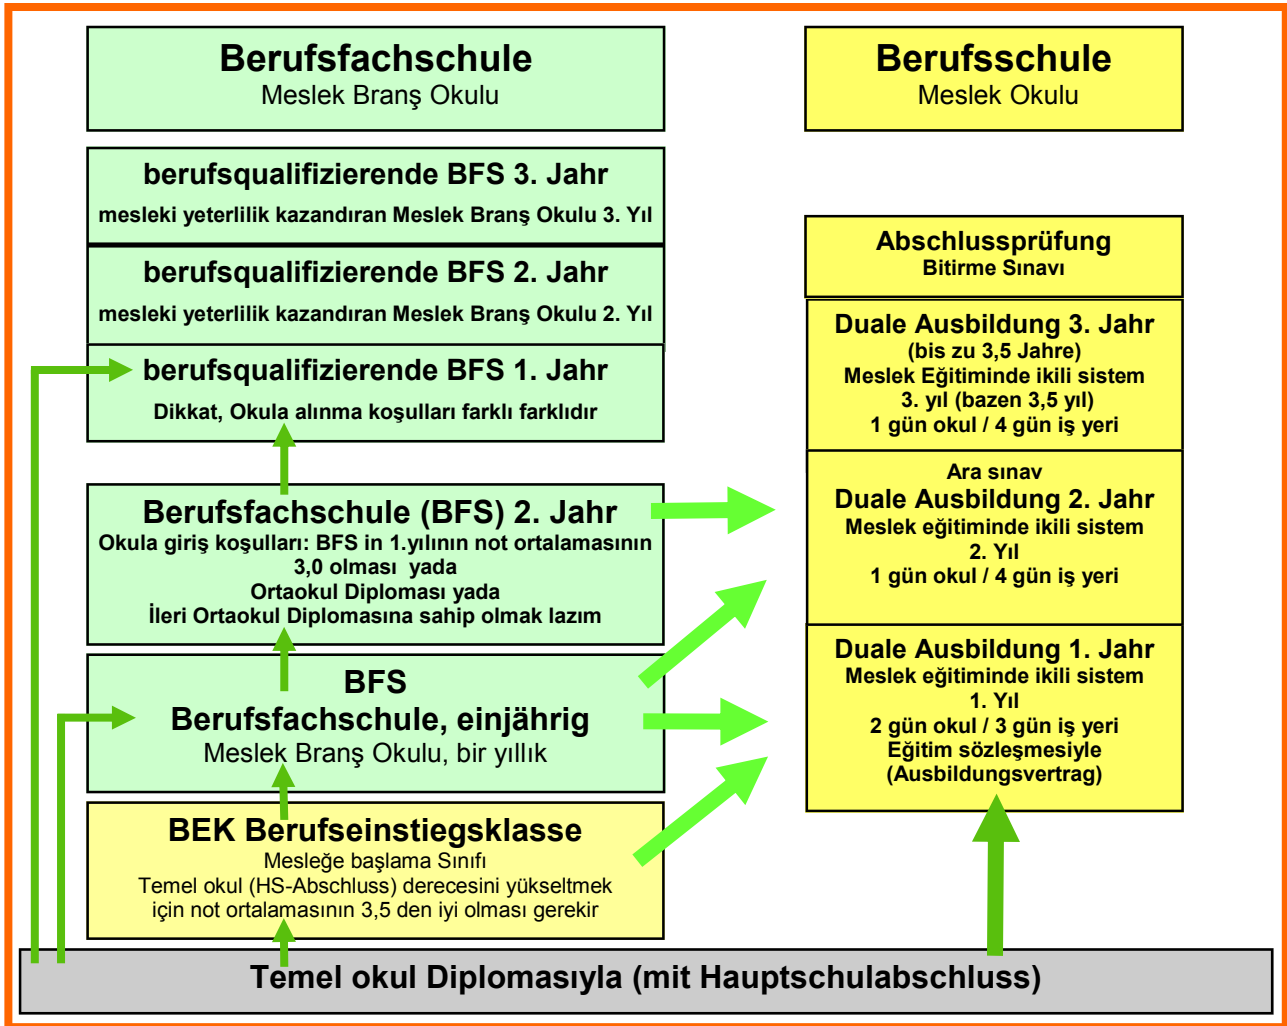 Berufsfachschule
Meslek Branş Okulu
berufsqualifizierende BFS 3. Jahr
mesleki yeterlilik kazandıran Meslek Branş Okulu 3. Yıl
berufsqualifizierende BFS 2. Jahr
mesleki yeterlilik kazandıran Meslek Branş Okulu 2. Yıl
berufsqualifizierende BFS 1. Jahr
Dikkat, Okula alınma koşulları farklı farklıdır
Berufsfachschule (BFS) 2. Jahr
Okula giriş koşulları: BFS in 1.yılının not ortalamasının
3,0 olması yada
Ortaokul Diploması yada
İleri Ortaokul Diplomasına sahip olmak lazım
BFS
Berufsfachschule, einjährig
Meslek Branş Okulu, bir yıllık
BEK Berufseinstiegsklasse
Mesleğe başlama Sınıfı
Temel okul (HS-Abschluss) derecesini yükseltmek
için not ortalamasının 3,5 den iyi olması gerekir
Berufsschule
Meslek Okulu
Abschlussprüfung
Bitirme Sınavı
Duale Ausbildung 3. Jahr
(bis zu 3,5 Jahre)
Meslek Eğitiminde ikili sistem
3. yıl (bazen 3,5 yıl)
1 gün okul / 4 gün iş yeri
Ara sınav
Duale Ausbildung 2. Jahr
Meslek eğitiminde ikili sistem
2. Yıl
1 gün okul / 4 gün iş yeri
Duale Ausbildung 1. Jahr
Meslek eğitiminde ikili sistem
1. Yıl
2 gün okul / 3 gün iş yeri
Eğitim sözleşmesiyle
(Ausbildungsvertrag)
Temel okul Diplomasıyla (mit Hauptschulabschluss)